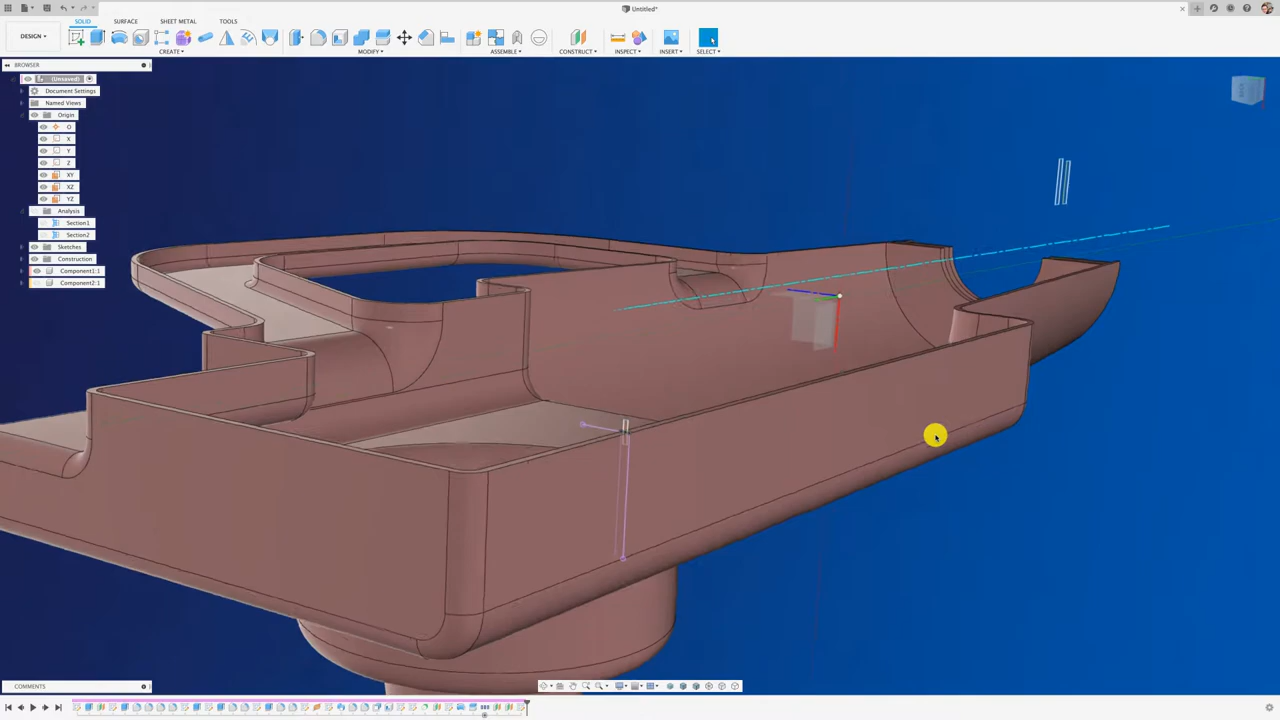 Untitled*
DESIGN ▾
SOLID
SURFACE
SHEET METAL
TOOLS
CREATE ▾
MODIFY ▾
ASSEMBLE ▾
CONSTRUCT ▾
INSPECT ▾
INSERT ▾
SELECT ▾
BROWSER
(Unsaved)
Document Settings
Named Views
Origin
O
X
Y
Z
XY
XZ
YZ
Analysis
Section1
Section2
Sketches
Construction
Component1:1
Component2:1
COMMENTS